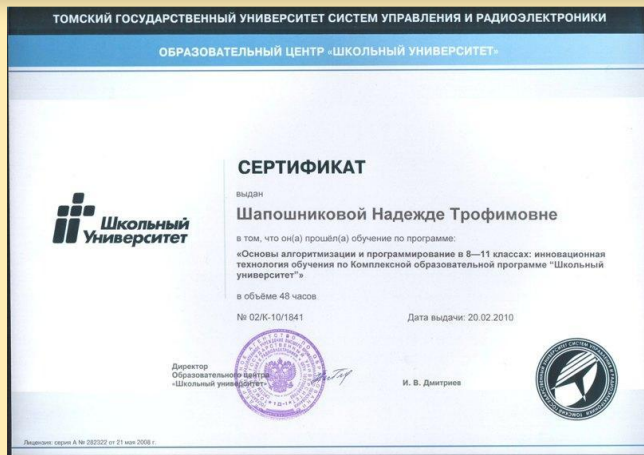 ТОМСКИЙ ГОСУДАРСТВЕННЫЙ УНИВЕРСИТЕТ СИСТЕМ УПРАВЛЕНИЯ И РАДИОЭЛЕКТРОНИКИ
ОБРАЗОВАТЕЛЬНЫЙ ЦЕНТР «ШКОЛЬНЫЙ УНИВЕРСИТЕТ»
Школьный
Университет
СЕРТИФИКАТ
выдан
Шапошниковой Надежде Трофимовне
в том, что он(а) прошёл(а) обучение по программе:
«Основы алгоритмизации и программирование в 8—11 классах: инновационная
технология обучения по Комплексной образовательной программе "Школьный
университет"»
в объёме 48 часов
№ 02/К-10/1841
Дата выдачи: 20.02.2010
Директор
Образовательного центра
«Школьный университет»
И. В. Дмитриев
Лицензия: серия А № 282322 от 21 мая 2008 г.